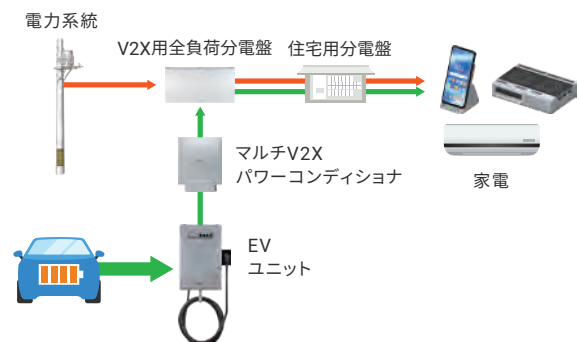 電力系統
V2X用全負荷分電盤
住宅用分電盤
マルチV2X
パワーコンディショナ
家電
EV
ユニット